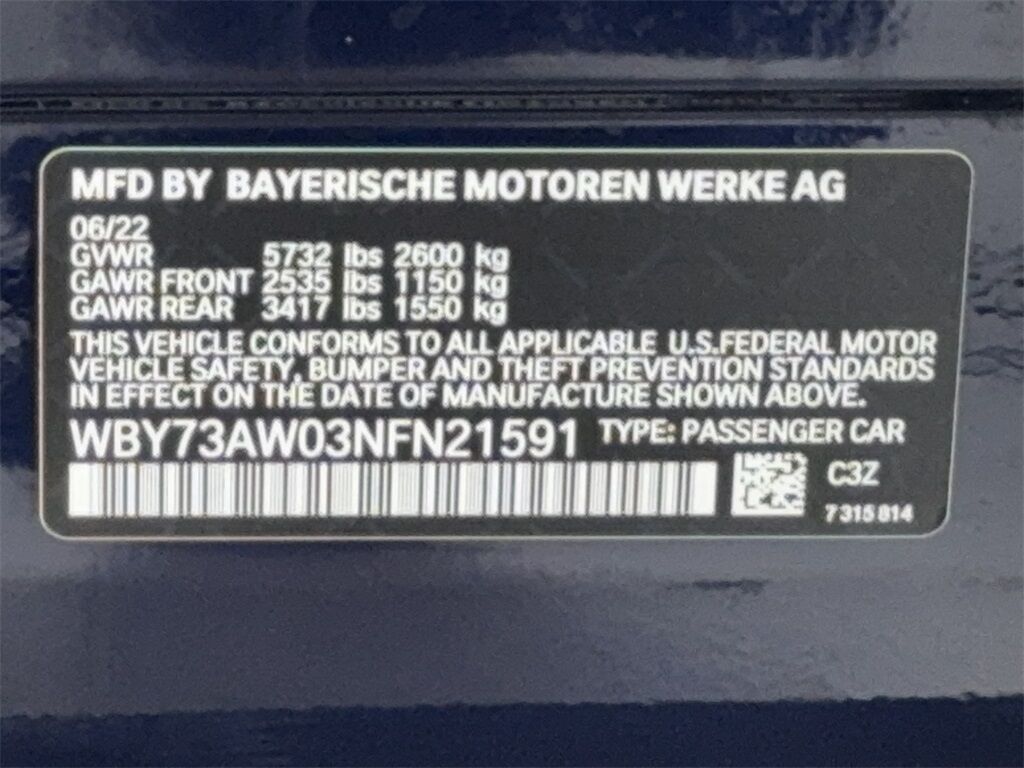 MFD BY BAYERISCHE MOTOREN WERKE AG
06/22
GVWR 5732 lbs 2600 kg
GAWR FRONT 2535 lbs 1150 kg
GAWR REAR 3417 lbs 1550 kg
THIS VEHICLE CONFORMS TO ALL APPLICABLE U.S.FEDERAL MOTOR
VEHICLE SAFETY, BUMPER AND THEFT PREVENTION STANDARDS
IN EFFECT ON THE DATE OF MANUFACTURE SHOWN ABOVE.
WBY73AW03NFN21591 TYPE: PASSENGER CAR
C3Z
7 315 814